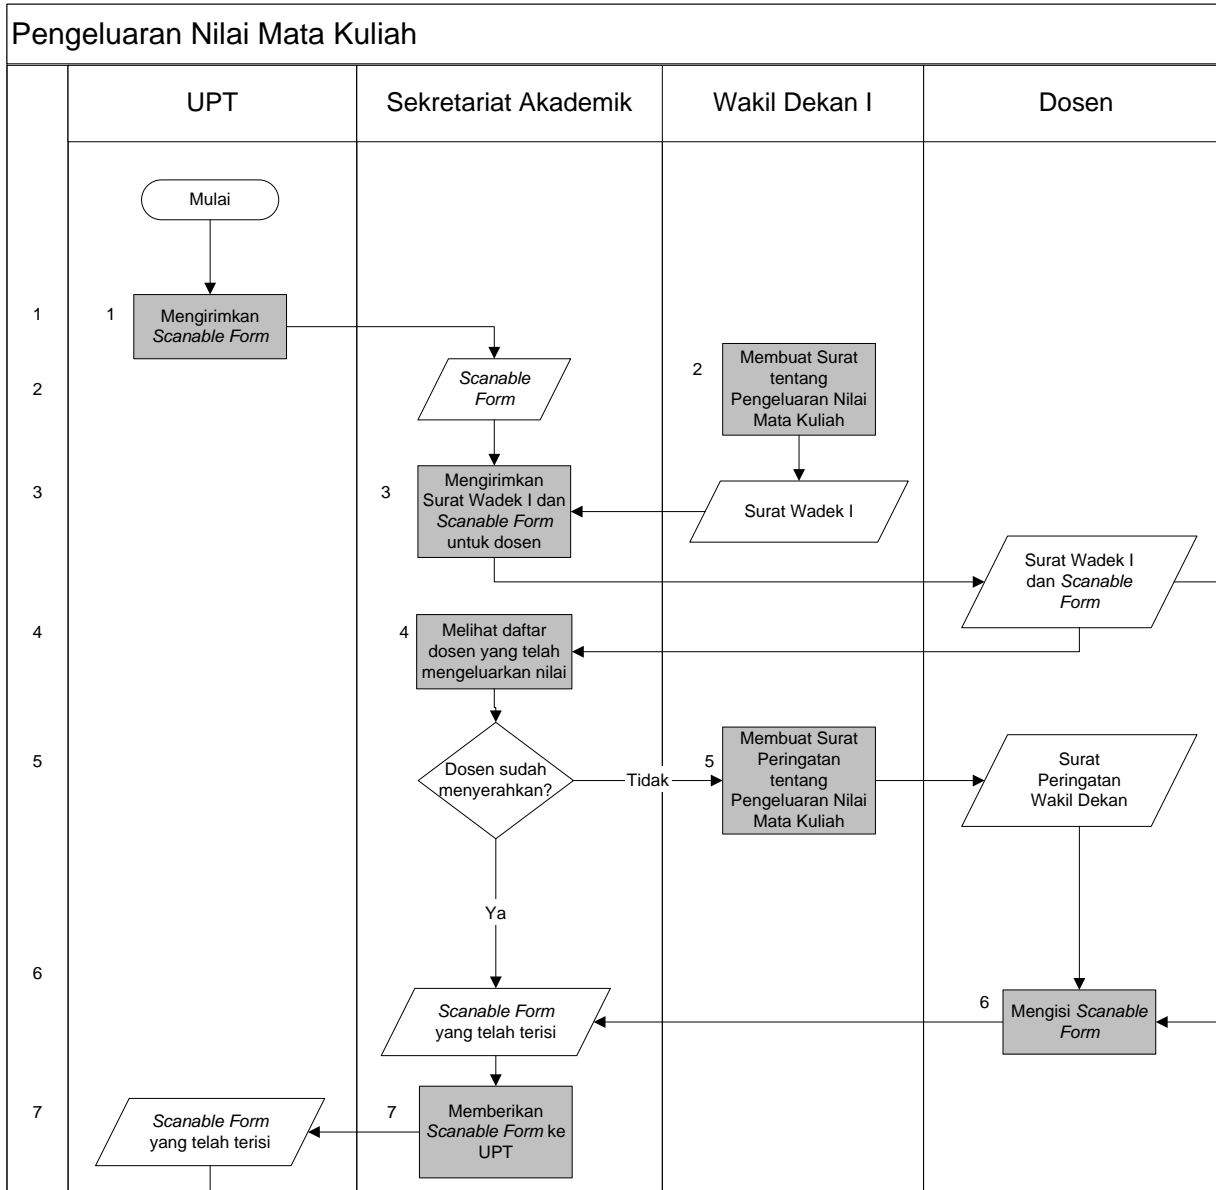 Pengeluaran Nilai Mata Kuliah
UPT
Sekretariat Akademik
Wakil Dekan I
Dosen
Mulai
1
1
Mengirimkan
Scanable Form
2
Scanable
Form
2
Membuat Surat
tentang
Pengeluaran Nilai
Mata Kuliah
3
3
Mengirimkan
Surat Wadek I dan
Scanable Form
untuk dosen
Surat Wadek I
Surat Wadek I
dan Scanable
Form
4
4
Melihat daftar
dosen yang telah
mengeluarkan nilai
5
Dosen sudah
menyerahkan?
Tidak
5
Membuat Surat
Peringatan
tentang
Pengeluaran Nilai
Mata Kuliah
Surat
Peringatan
Wakil Dekan
Ya
6
Scanable Form
yang telah terisi
6
Mengisi Scanable
Form
7
Scanable Form
yang telah terisi
7
Memberikan
Scanable Form ke
UPT